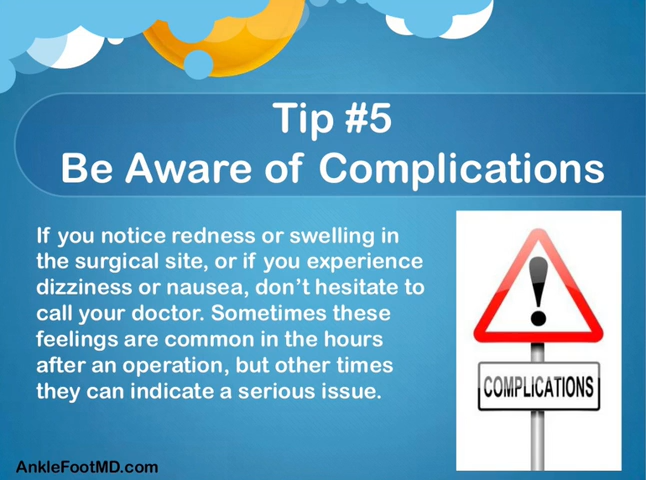 Tip #5
Be Aware of Complications
If you notice redness or swelling in
the surgical site, or if you experience
dizziness or nausea, don’t hesitate to
call your doctor. Sometimes these
feelings are common in the hours
after an operation, but other times
they can indicate a serious issue.
!
COMPLICATIONS
AnkleFootMD.com